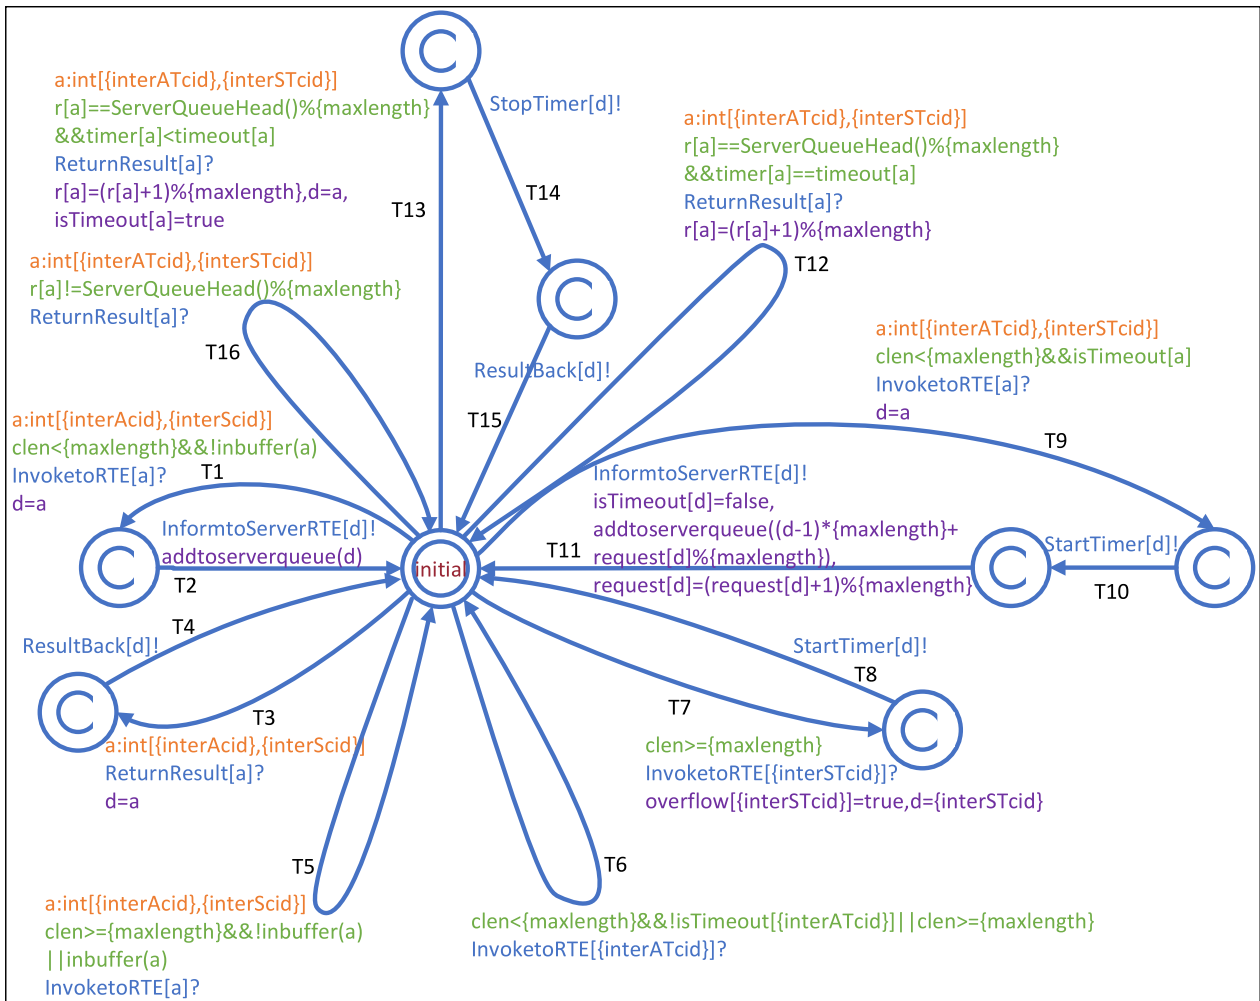 a:int[{interATcid},{interSTcid}]
r[a]==ServerQueueHead()%{maxlength}
&&timer[a]<timeout[a]
ReturnResult[a]?
r[a]=(r[a]+1)%{maxlength},d=a,
isTimeout[a]=true
T13
C
StopTimer[d]!
T14
a:int[{interATcid},{interSTcid}]
r[a]==ServerQueueHead()%{maxlength}
&&timer[a]==timeout[a]
ReturnResult[a]?
r[a]=(r[a]+1)%{maxlength}
T12
a:int[{interATcid},{interSTcid}]
r[a]!=ServerQueueHead()%{maxlength}
ReturnResult[a]?
T16
C
ResultBack[d]!
T15
a:int[{interATcid},{interSTcid}]
clen<{maxlength}&&isTimeout[a]
InvoketoRTE[a]?
d=a
T9
a:int[{interAcid},{interScid}]
clen<{maxlength}&&!inbuffer(a)
InvoketoRTE[a]?
d=a
T1
C
InformtoServerRTE[d]!
addtoserverqueue(d)
T2
initial
InformtoServerRTE[d]!
isTimeout[d]=false,
addtoserverqueue((d-1)*{maxlength}+
request[d]%{maxlength}),
request[d]=(request[d]+1)%{maxlength}
T11
C
StartTimer[d]!
T10
C
T4
ResultBack[d]!
C
T3
a:int[{interAcid},{interScid}]
ReturnResult[a]?
d=a
StartTimer[d]!
T8
T7
C
clen>={maxlength}
InvoketoRTE[{interSTcid}]?
overflow[{interSTcid}]=true,d={interSTcid}
T5
a:int[{interAcid},{interScid}]
clen>={maxlength}&&!inbuffer(a)
||inbuffer(a)
InvoketoRTE[a]?
T6
clen<{maxlength}&&!isTimeout[{interATcid}]||clen>={maxlength}
InvoketoRTE[{interATcid}]?